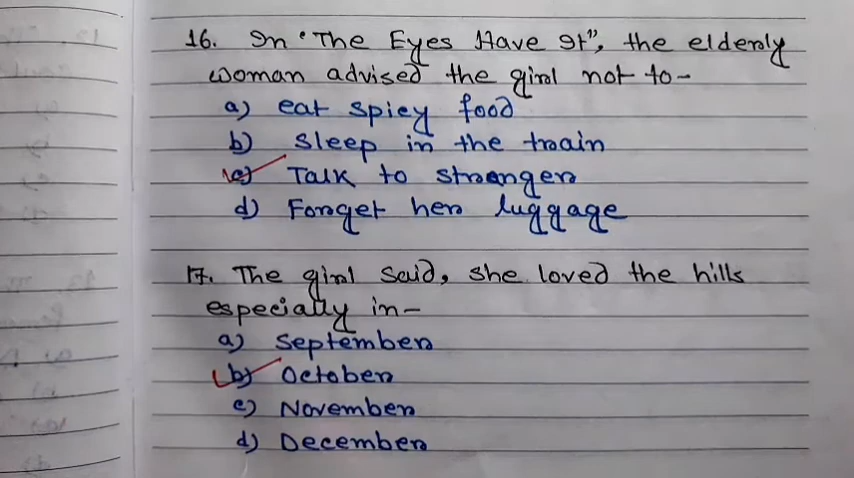 16. In "The Eyes Have It", the elderly
woman advised the girl not to-
a) eat spicy food
b) sleep in the train
c) Talk to stranger
d) Forget her luggage
17. The girl said, she loved the hills
especially in-
a) September
b) October
c) November
d) December